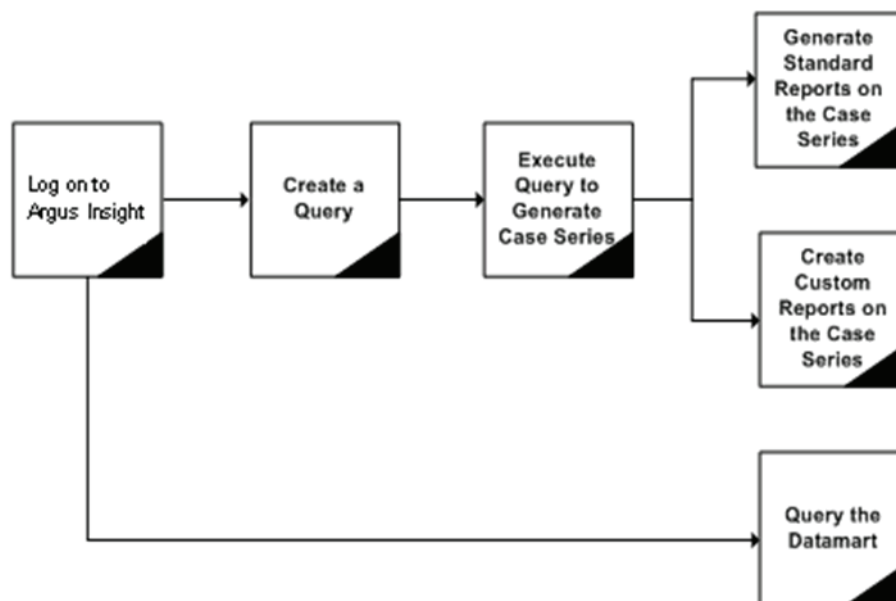 Log on to
Argus Insight
Create a
Query
Execute
Query to
Generate
Case Series
Generate
Standard
Reports on
the Case
Series
Create
Custom
Reports on
the Case
Series
Query the
Datamart